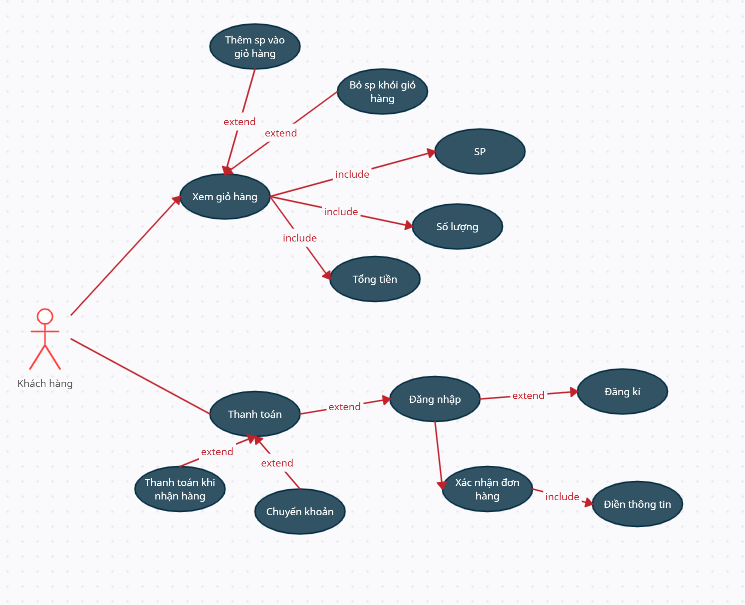 Thêm sp vào
giỏ hàng
Bỏ sp khỏi giỏ
hàng
extend
extend
SP
include
Xem giỏ hàng
include
Số lượng
include
Tổng tiền
Khách hàng
Thanh toán
extend
Đăng nhập
extend
Đăng kí
extend
extend
Thanh toán khi
nhận hàng
Chuyển khoản
Xác nhận đơn
hàng
include
Điền thông tin